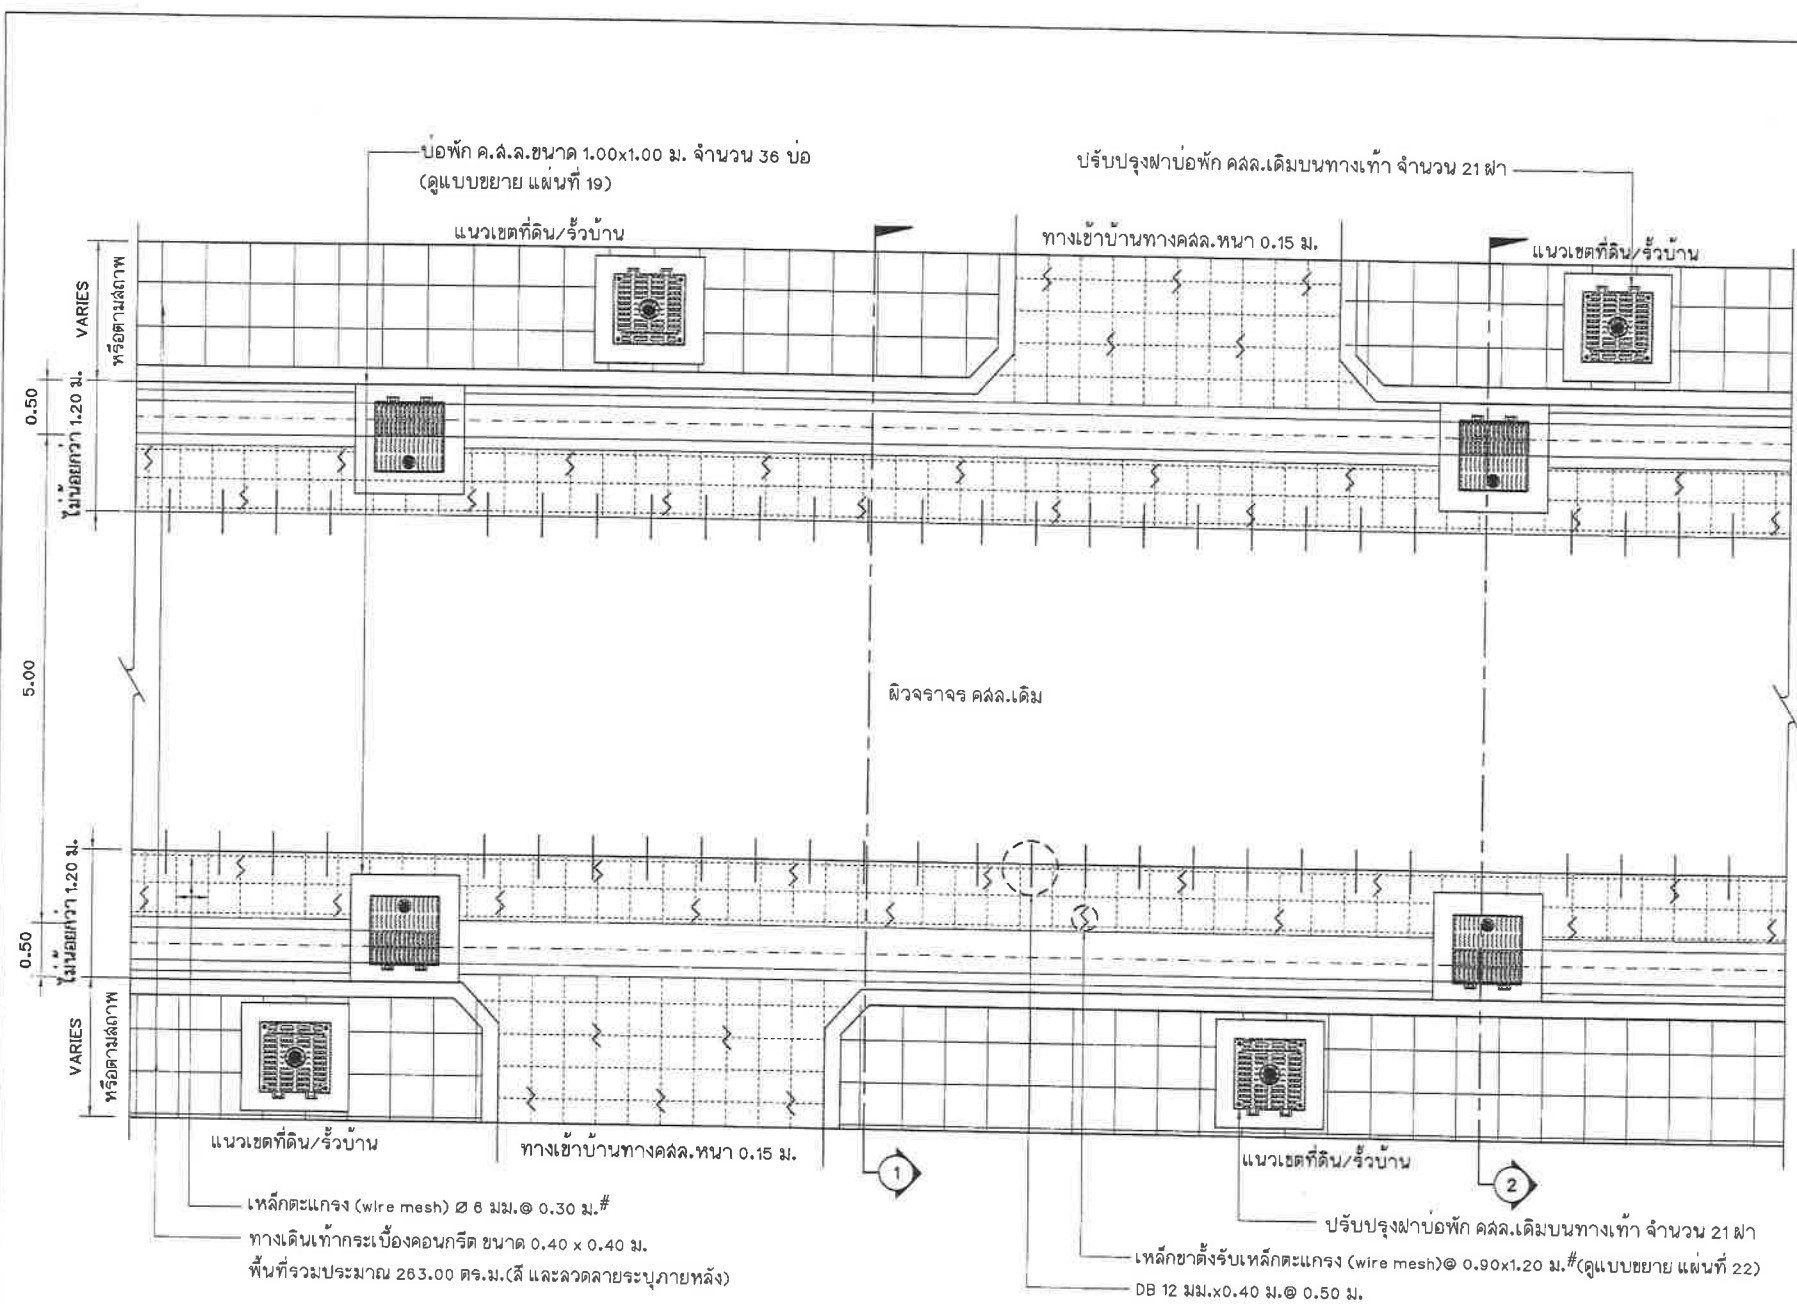 บ่อพัก ค.ส.ล.ขนาด 1.00x1.00 ม. จำนวน 36 บ่อ
(ดูแบบขยาย แผ่นที่ 19)
ปรับปรุงฝาบ่อพัก คสล.เดิมบนทางเท้า จำนวน 21 ฝา
แนวเขตที่ดิน/รั้วบ้าน
ทางเข้าบ้านทางคสล.หนา 0.15 ม.
แนวเขตที่ดิน/รั้วบ้าน
VARIES
หรือตามสภาพ
0.50
ไม่น้อยกว่า 1.20 ม.
5.00
ผิวจราจร คสล.เดิม
ไม่น้อยกว่า 1.20 ม.
0.50
VARIES
หรือตามสภาพ
แนวเขตที่ดิน/รั้วบ้าน
ทางเข้าบ้านทางคสล.หนา 0.15 ม.
1
แนวเขตที่ดิน/รั้วบ้าน
2
เหล็กตะแกรง (wire mesh) Ø 6 มม.@ 0.30 ม.#
ทางเดินเท้ากระเบื้องคอนกรีต ขนาด 0.40 x 0.40 ม.
พื้นที่รวมประมาณ 263.00 ตร.ม.(สี และลวดลายระบุภายหลัง)
ปรับปรุงฝาบ่อพัก คสล.เดิมบนทางเท้า จำนวน 21 ฝา
เหล็กขาตั้งรับเหล็กตะแกรง (wire mesh)@ 0.90x1.20 ม.#(ดูแบบขยาย แผ่นที่ 22)
DB 12 มม.x0.40 ม.@ 0.50 ม.